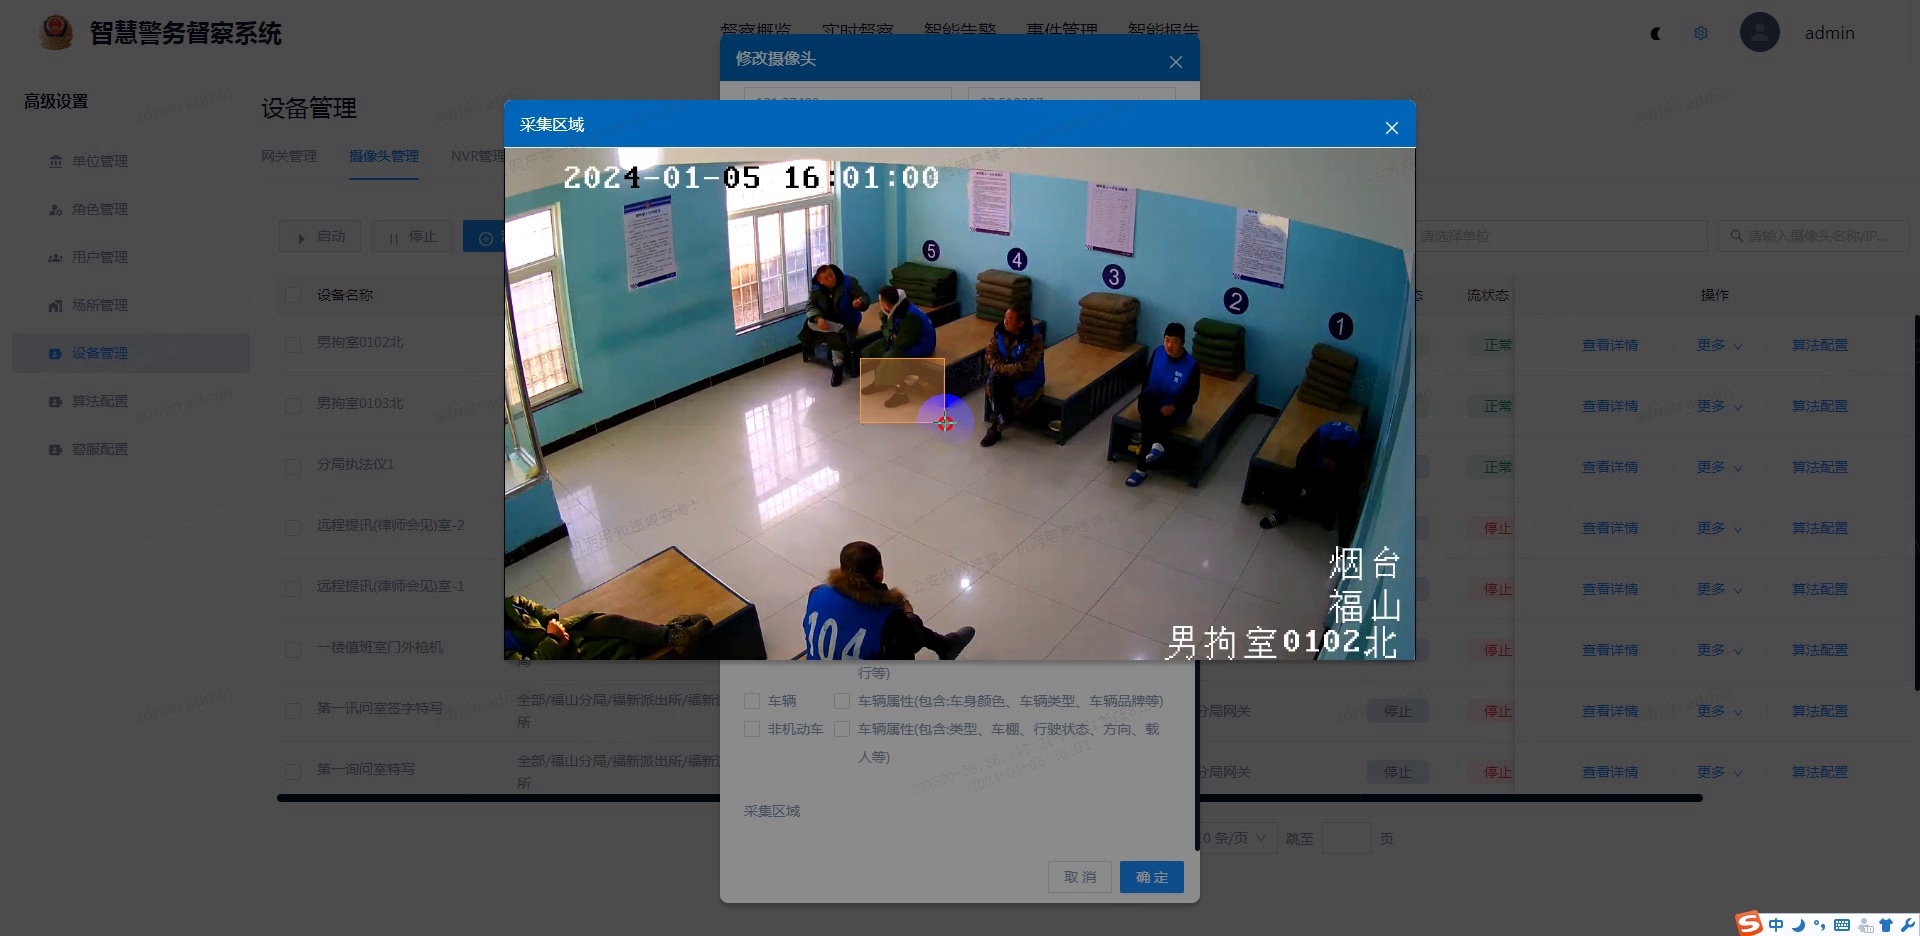 智慧警务督察系统
督察概览 实时督察 智能告警 事件管理 智能报告
admin
高级设置
单位管理
角色管理
用户管理
场所管理
设备管理
算法配置
警服配置
设备管理
网关管理 摄像头管理 NVR管理
启动 停止
请选择单位
请输入摄像头名称/IP...
设备名称 流状态 操作
男拘室0102北 正常 查看详情 更多 算法配置
男拘室0103北 正常 查看详情 更多 算法配置
分局执法仪1 正常 查看详情 更多 算法配置
远程提讯(律师会见)室-2 停止 查看详情 更多 算法配置
远程提讯(律师会见)室-1 停止 查看详情 更多 算法配置
一楼值班室门外枪机 停止 查看详情 更多 算法配置
第一讯问室签字特写 全部/福山分局/福新派出所/福新
所
分局网关 停止 停止 查看详情 更多 算法配置
第一询问室特写 全部/福山分局/福新派出所/福新
所
分局网关 停止 停止 查看详情 更多 算法配置
条/页 跳至 页
修改摄像头
采集区域
2024-01-05 16:01:00
5
4
3
2
1
104
烟台
福山
男拘室0102北
行等)
车辆 车辆属性(包含:车身颜色、车辆类型、车辆品牌等)
非机动车 车辆属性(包含:类型、车棚、行驶状态、方向、载
人等)
采集区域
取消 确定
中